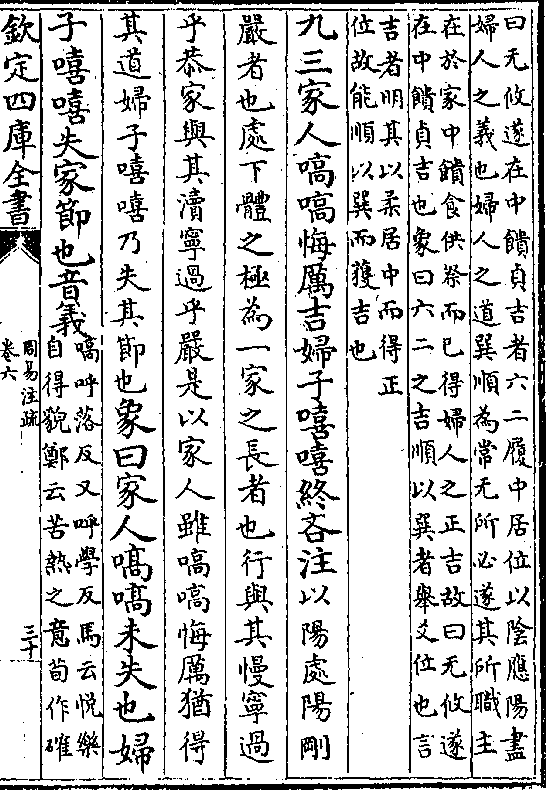 曰无攸遂在中饋貞吉者六二履中居位以陰應陽盡
婦人之義也婦人之道巽順為常无所必遂其所職主
在於家中饋食供祭而已得婦人之正吉故曰无攸遂
在中饋貞吉也象曰六二之吉順以巽者舉爻位也言
吉者明其以柔居中而得正
位故能順以巽而獲吉也
九三家人嗃嗃悔厲吉婦子嘻嘻終吝注以陽處陽剛
嚴者也處下體之極為一家之長者也行與其慢寧過
乎恭家與其瀆寧過乎嚴是以家人雖嗃嗃悔厲猶得
其道婦子嘻嘻乃失其節也象曰家人嗃嗃未失也婦
子嘻嘻失家節也音義
嗃呼落反又呼學反馬云悅樂
自得貌鄭云苦熱之意荀作確
欽定四庫全書
周易注疏
卷六
三十